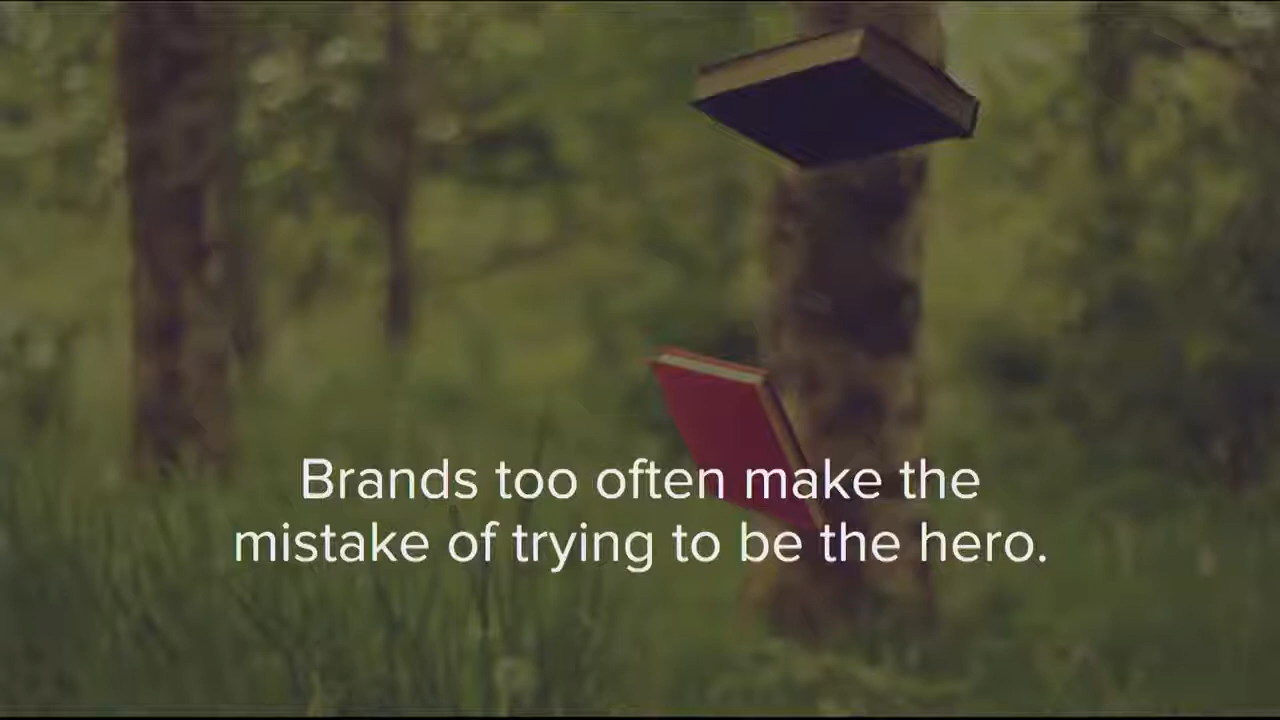 Brands too often make the
mistake of trying to be the hero.